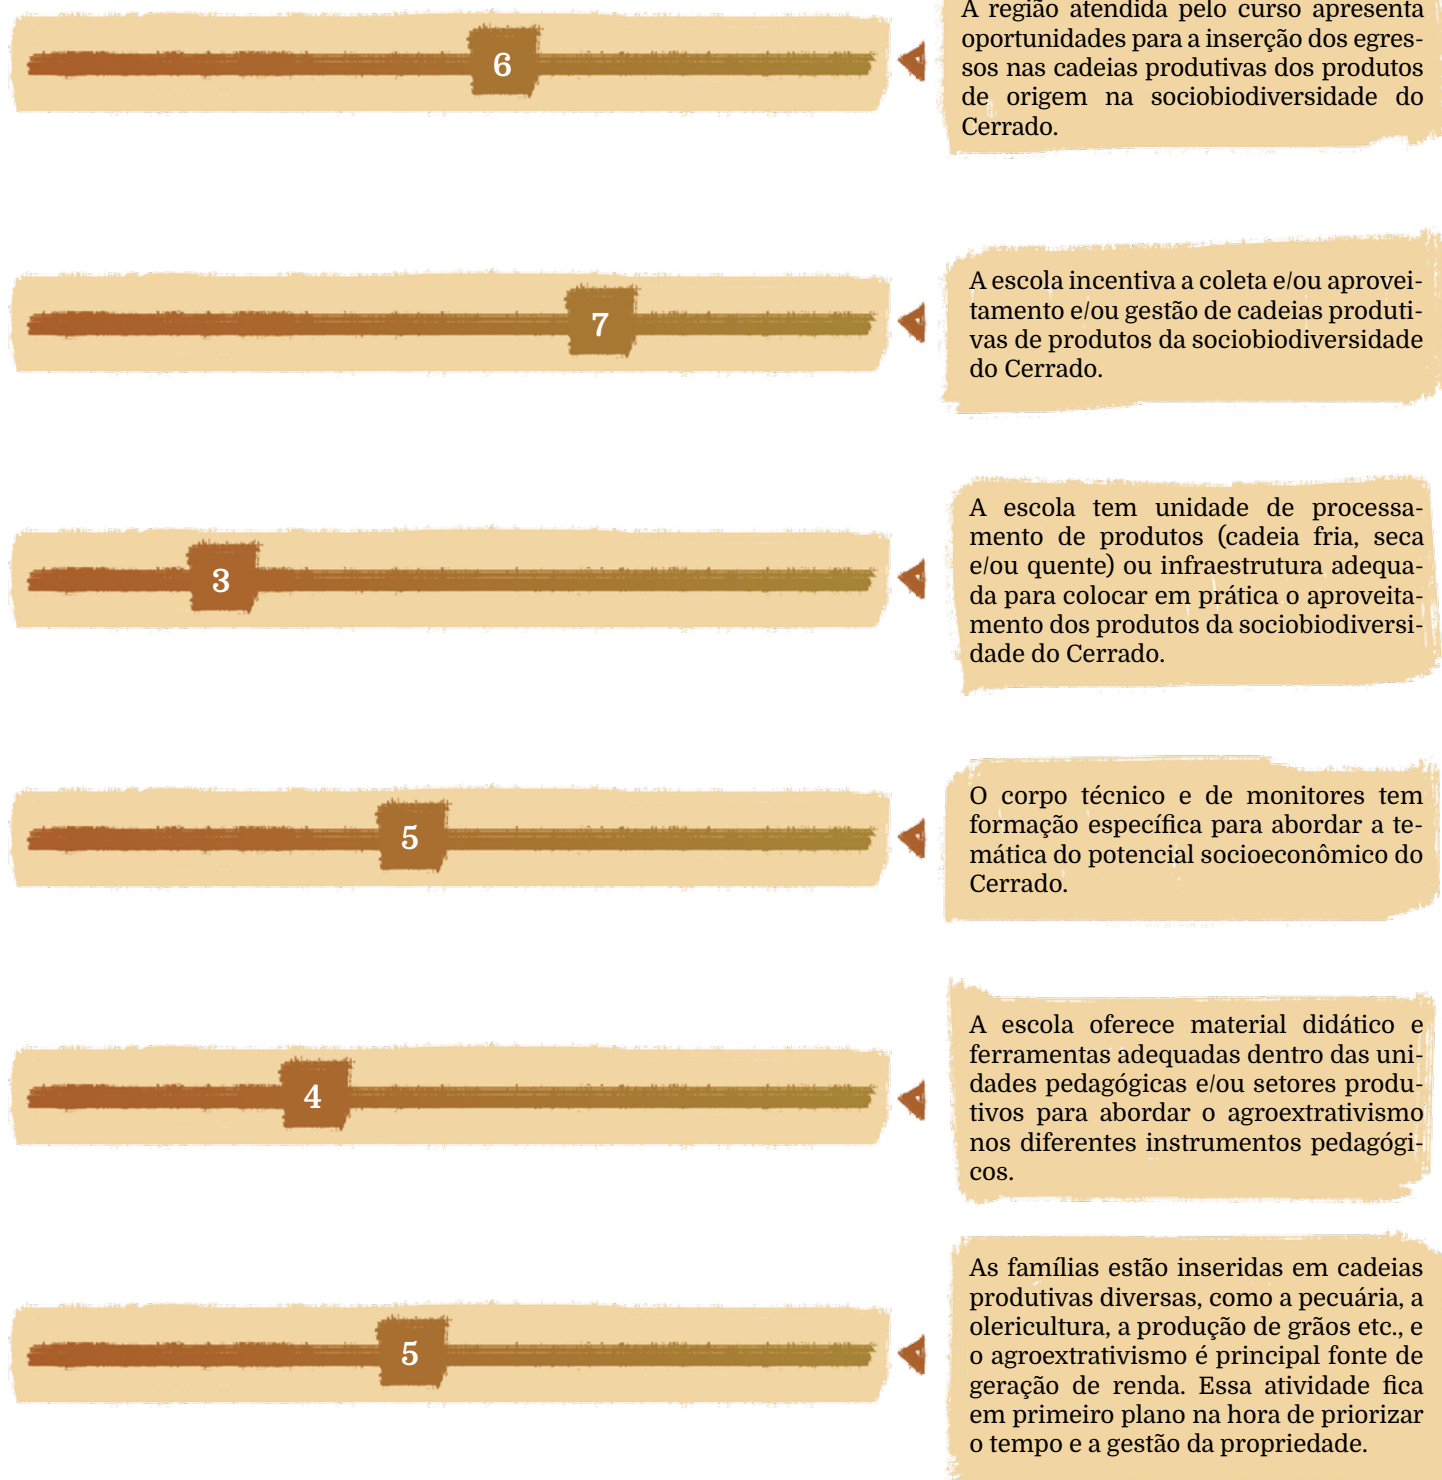 6
A região atendida pelo curso apresenta
oportunidades para a inserção dos egres-
sos nas cadeias produtivas dos produtos
de origem na sociobiodiversidade do
Cerrado.
7
A escola incentiva a coleta e/ou aprovei-
tamento e/ou gestão de cadeias produti-
vas de produtos da sociobiodiversidade
do Cerrado.
3
A escola tem unidade de processa-
mento de produtos (cadeia fria, seca
e/ou quente) ou infraestrutura adequa-
da para colocar em prática o aproveita-
mento dos produtos da sociobiodiversi-
dade do Cerrado.
5
O corpo técnico e de monitores tem
formação específica para abordar a te-
mática do potencial socioeconômico do
Cerrado.
4
A escola oferece material didático e
ferramentas adequadas dentro das uni-
dades pedagógicas e/ou setores produ-
tivos para abordar o agroextrativismo
nos diferentes instrumentos pedagógi-
cos.
5
As famílias estão inseridas em cadeias
produtivas diversas, como a pecuária, a
olericultura, a produção de grãos etc., e
o agroextrativismo é principal fonte de
geração de renda. Essa atividade fica
em primeiro plano na hora de priorizar
o tempo e a gestão da propriedade.